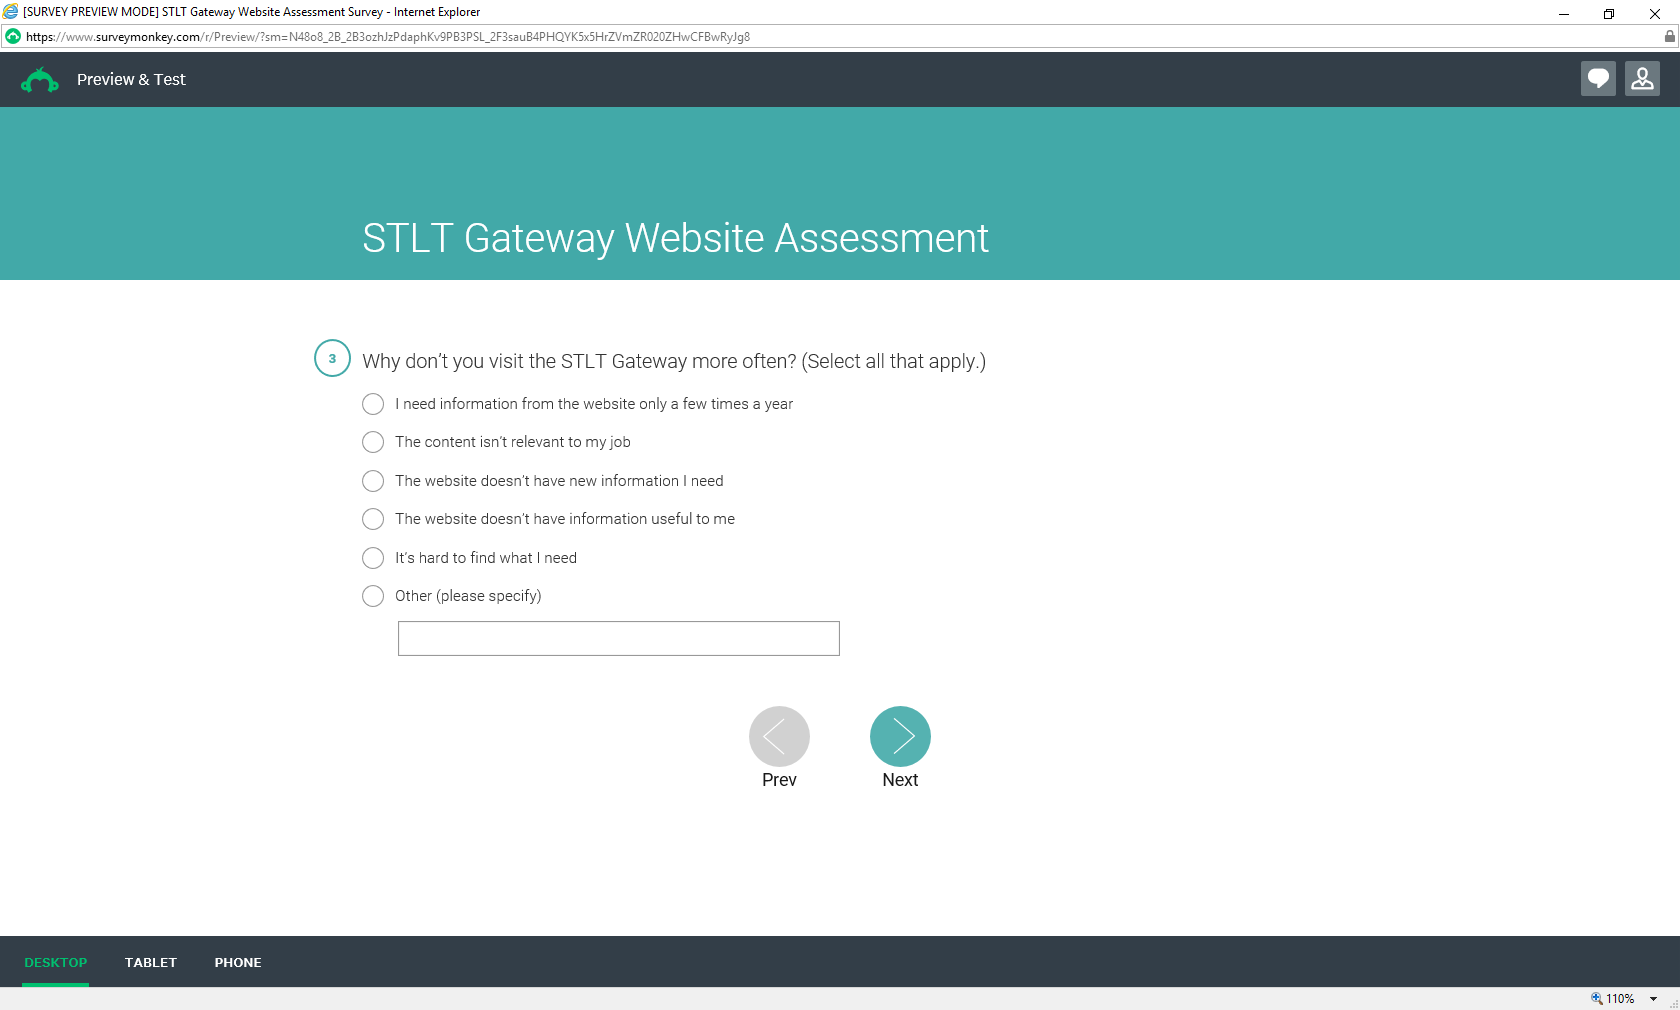 [SURVEY PREVIEW MODE] STLT Gateway Website Assessment Survey - Internet Explorer
https://www.surveymonkey.com/r/Preview/?sm=N48o8_2B_2B3ozhJzPdaphKv9PB3PSL_2F3sauB4PHQYK5x5HrZVmZR020ZHwCFBwRyJg8
Preview & Test
STLT Gateway Website Assessment
3 Why don’t you visit the STLT Gateway more often? (Select all that apply.)
I need information from the website only a few times a year
The content isn’t relevant to my job
The website doesn’t have new information I need
The website doesn’t have information useful to me
It’s hard to find what I need
Other (please specify)
Prev Next
DESKTOP TABLET PHONE
110%